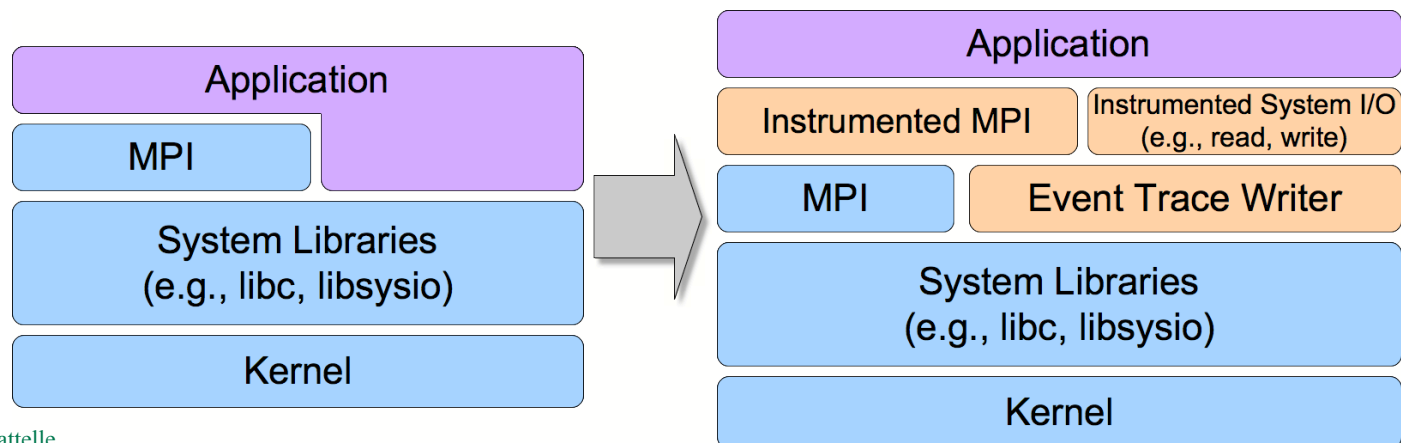 Application
MPI
System Libraries
(e.g., libc, libsysio)
Kernel
Application
Instrumented MPI
Instrumented System I/O
(e.g., read, write)
MPI
Event Trace Writer
System Libraries
(e.g., libc, libsysio)
Kernel